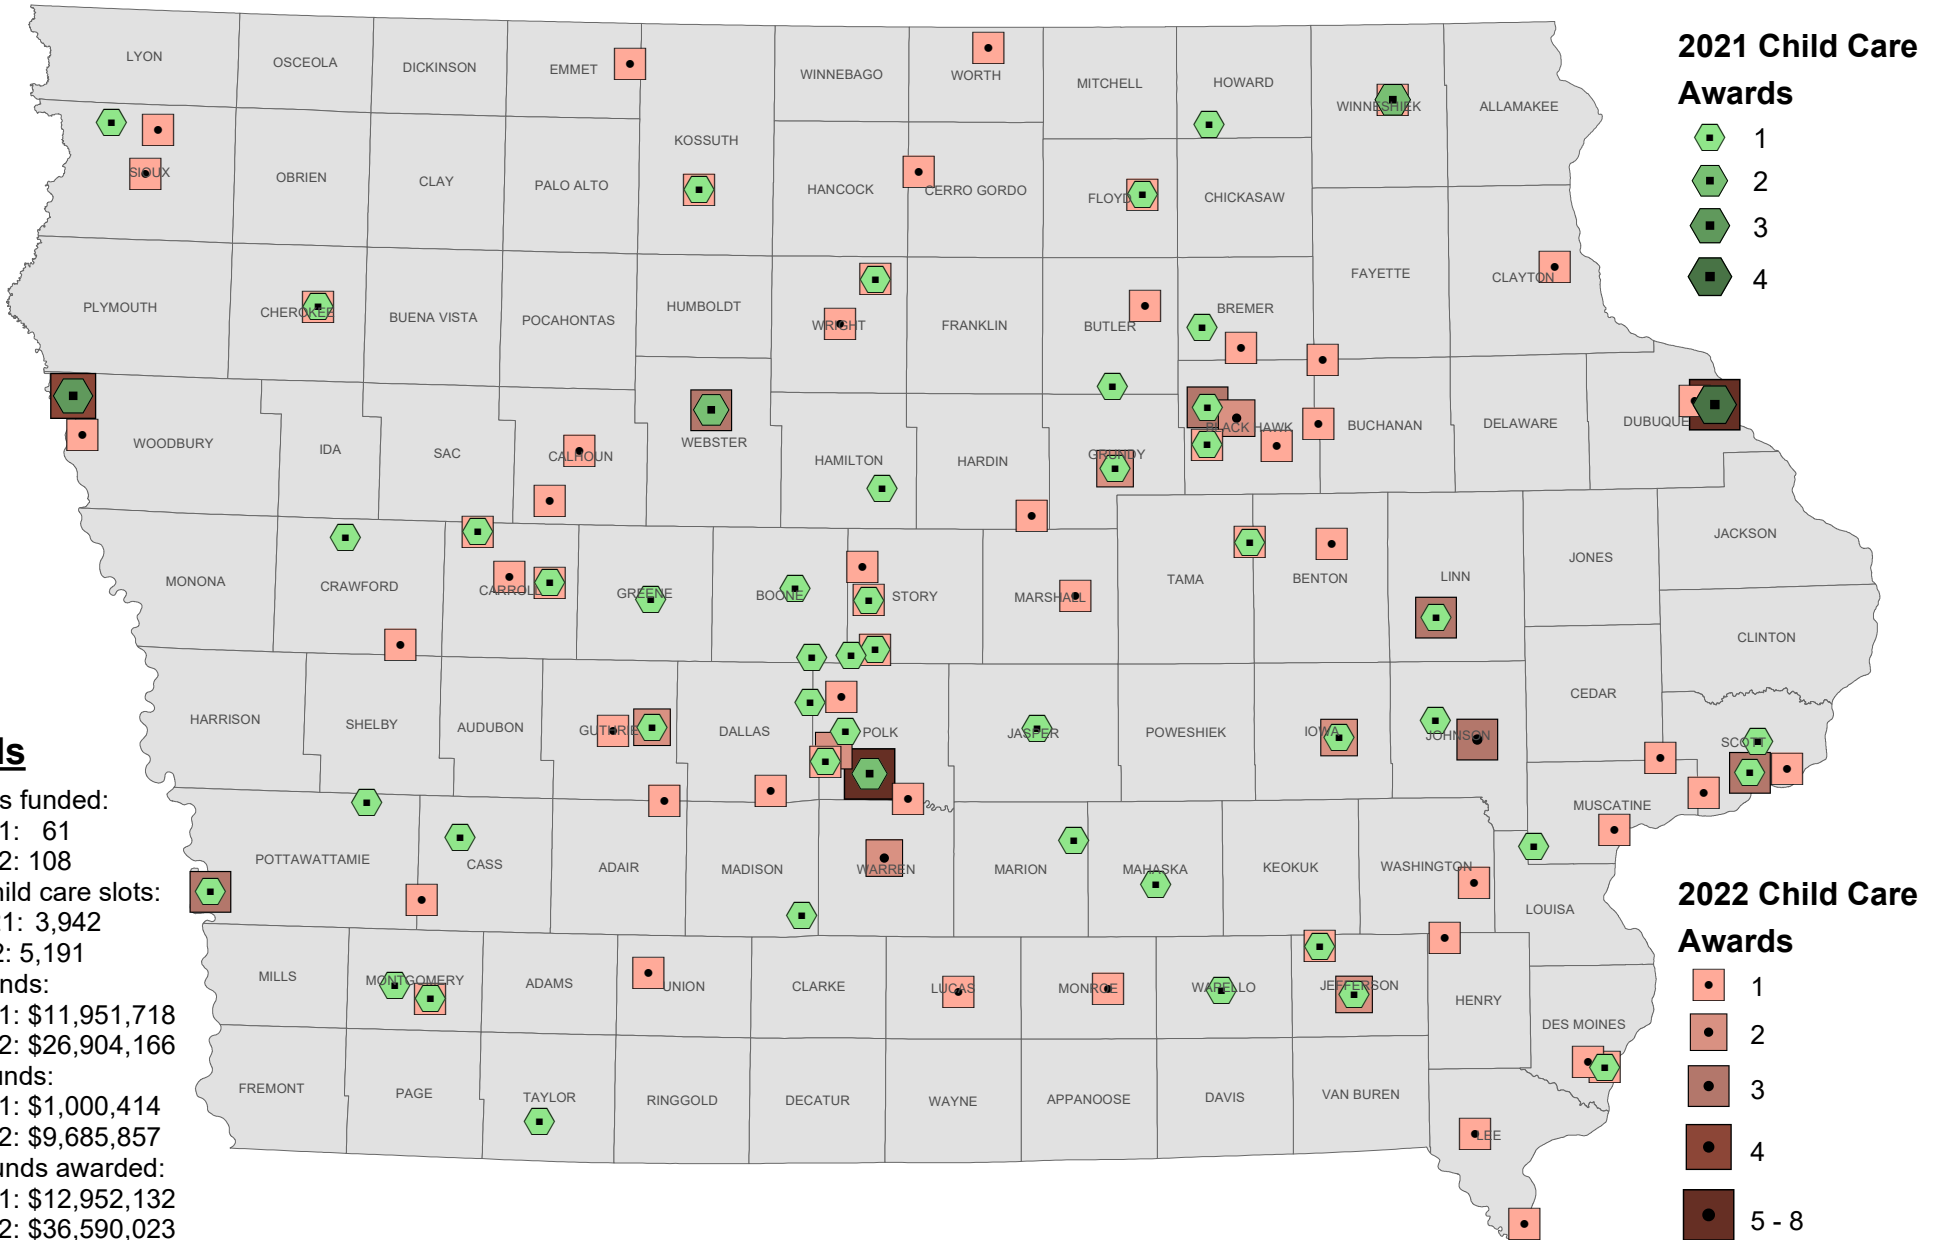 LYON
OSCEOLA
DICKINSON
EMMET
WINNEBAGO
WORTH
MITCHELL
HOWARD
WINNESHIEK
ALLAMAKEE
KOSSUTH
SIOUX
OBRIEN
CLAY
PALO ALTO
HANCOCK
CERRO GORDO
FLOYD
CHICKASAW
FAYETTE
CLAYTON
PLYMOUTH
CHEROKEE
BUENA VISTA
POCAHONTAS
HUMBOLDT
WRIGHT
FRANKLIN
BUTLER
BREMER
WOODBURY
IDA
SAC
CALHOUN
WEBSTER
HAMILTON
HARDIN
GRUNDY
BLACK HAWK
BUCHANAN
DELAWARE
DUBUQUE
MONONA
CRAWFORD
CARROLL
GREENE
BOONE
STORY
MARSHALL
TAMA
BENTON
LINN
JONES
JACKSON
CLINTON
HARRISON
SHELBY
AUDUBON
GUTHRIE
DALLAS
POLK
JASPER
POWESHIEK
IOWA
JOHNSON
CEDAR
SCOTT
MUSCATINE
POTTAWATTAMIE
CASS
ADAIR
MADISON
WARREN
MARION
MAHASKA
KEOKUK
WASHINGTON
LOUISA
MILLS
MONTGOMERY
ADAMS
UNION
CLARKE
LUCAS
MONROE
WAPELLO
JEFFERSON
HENRY
DES MOINES
FREMONT
PAGE
TAYLOR
RINGGOLD
DECATUR
WAYNE
APPANOOSE
DAVIS
VAN BUREN
LEE
2021 Child Care
Awards
1
2
3
4
2022 Child Care
Awards
1
2
3
4
5 - 8
ls
s funded:
1: 61
2: 108
hild care slots:
21: 3,942
2: 5,191
nds:
1: $11,951,718
2: $26,904,166
unds:
1: $1,000,414
2: $9,685,857
unds awarded:
1: $12,952,132
2: $36,590,023